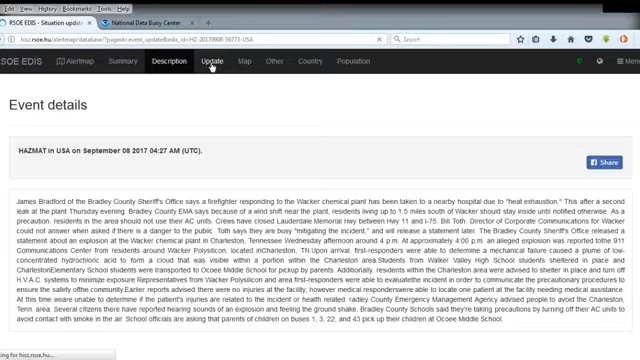 File Edit View History Bookmarks Tools Help
RSOE EDIS - Situation update
National Data Buoy Center
hisz.rsoe.hu/alertmap/database/?pageid=event_update&edis_id=HZ-20170908-59773-USA
Search
RSOE EDIS Alertmap Summary Description Update Map Other Country Population Menu
Event details
HAZMAT in USA on September 08 2017 04:27 AM (UTC).
Share
James Bradford of the Bradley County Sheriff's Office says a firefighter responding to the Wacker chemical plant has been taken to a nearby hospital due to "heat exhaustion." This after a second
leak at the plant Thursday evening. Bradley County EMA says because of a wind shift near the plant, residents living up to 1.5 miles south of Wacker should stay inside until notified otherwise. As a
precaution. residents in the area should not use their AC units. Crews have closed Lauderdale Memorial Hwy between Hwy 11 and I-75. Bill Toth, Director of Corporate Communications for Wacker
could not answer when asked if there is a danger to the public. Toth says they are busy "mitigating the incident," and will release a statement later. The Bradley County Sheriff's Office released a
statement about an explosion at the Wacker chemical plant in Charleston, Tennessee Wednesday afternoon around 4 p.m. At approximately 4:00 p.m. an alleged explosion was reported tothe 911
Communications Center from residents around Wacker Polysilicon, located inCharleston, TN.Upon arrival, first-responders were able to determine a mechanical failure caused a plume of low-
concentrated hydrochloric acid to form a cloud that was visible within a portion within the Charleston area.Students from Walker Valley High School students sheltered in place and
CharlestonElementary School students were transported to Ocoee Middle School for pickup by parents. Additionally, residents within the Charleston area were advised to shelter in place and turn off
H.V.A.C. systems to minimize exposure.Representatives from Wacker Polysilicon and area first-responders were able to evaluatethe incident in order to communicate the precautionary procedures to
ensure the safety ofthe community.Earlier reports advised there were no injuries at the facility; however medical responderswere able to locate one patient at the facility needing medical assistance.
At this time weare unable to determine if the patient's injuries are related to the incident or health related. radley County Emergency Management Agency advised people to avoid the Charleston,
Tenn. area. Several citizens there have reported hearing sounds of an explosion and feeling the ground shake. Bradley County Schools said they're taking precautions by turning off their AC units to
avoid contact with smoke in the air. School officials are asking that parents of children on buses 1, 3, 22, and 43 pick up their children at Ocoee Middle School.
ing for hisz.rsoe.hu...